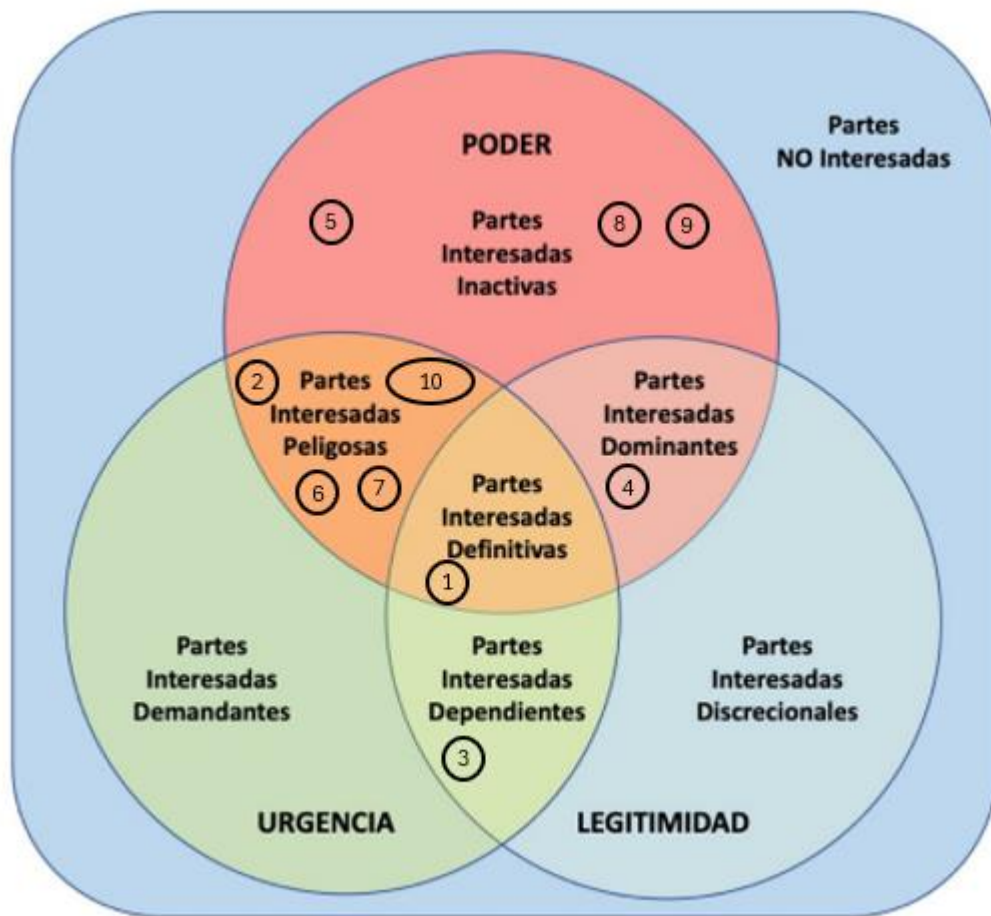 PODER
Partes
NO Interesadas
5
Partes
Interesadas
Inactivas
8
9
2
Partes
Interesadas
Peligosas
10
6
7
Partes
Interesadas
Dominantes
4
Partes
Interesadas
Definitivas
1
Partes
Interesadas
Demandantes
Partes
Interesadas
Dependientes
3
Partes
Interesadas
Discrecionales
URGENCIA
LEGITIMIDAD